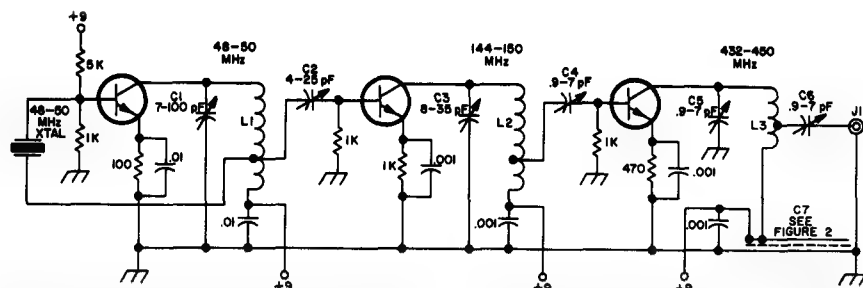 +9
5K
48-50
MHz
XTAL
1K
100
.01
C1
7-100 pF
48-50
MHz
L1
.01
+9
C2
4-25 pF
1K
C3
8-35 pF
1K
.001
144-150
MHz
L2
.001
+9
C4
.9-7 pF
1K
470
.001
C5
.9-7 pF
432-450
MHz
L3
C6
.9-7 pF
J1
.001
+9
C7
SEE
FIGURE 2